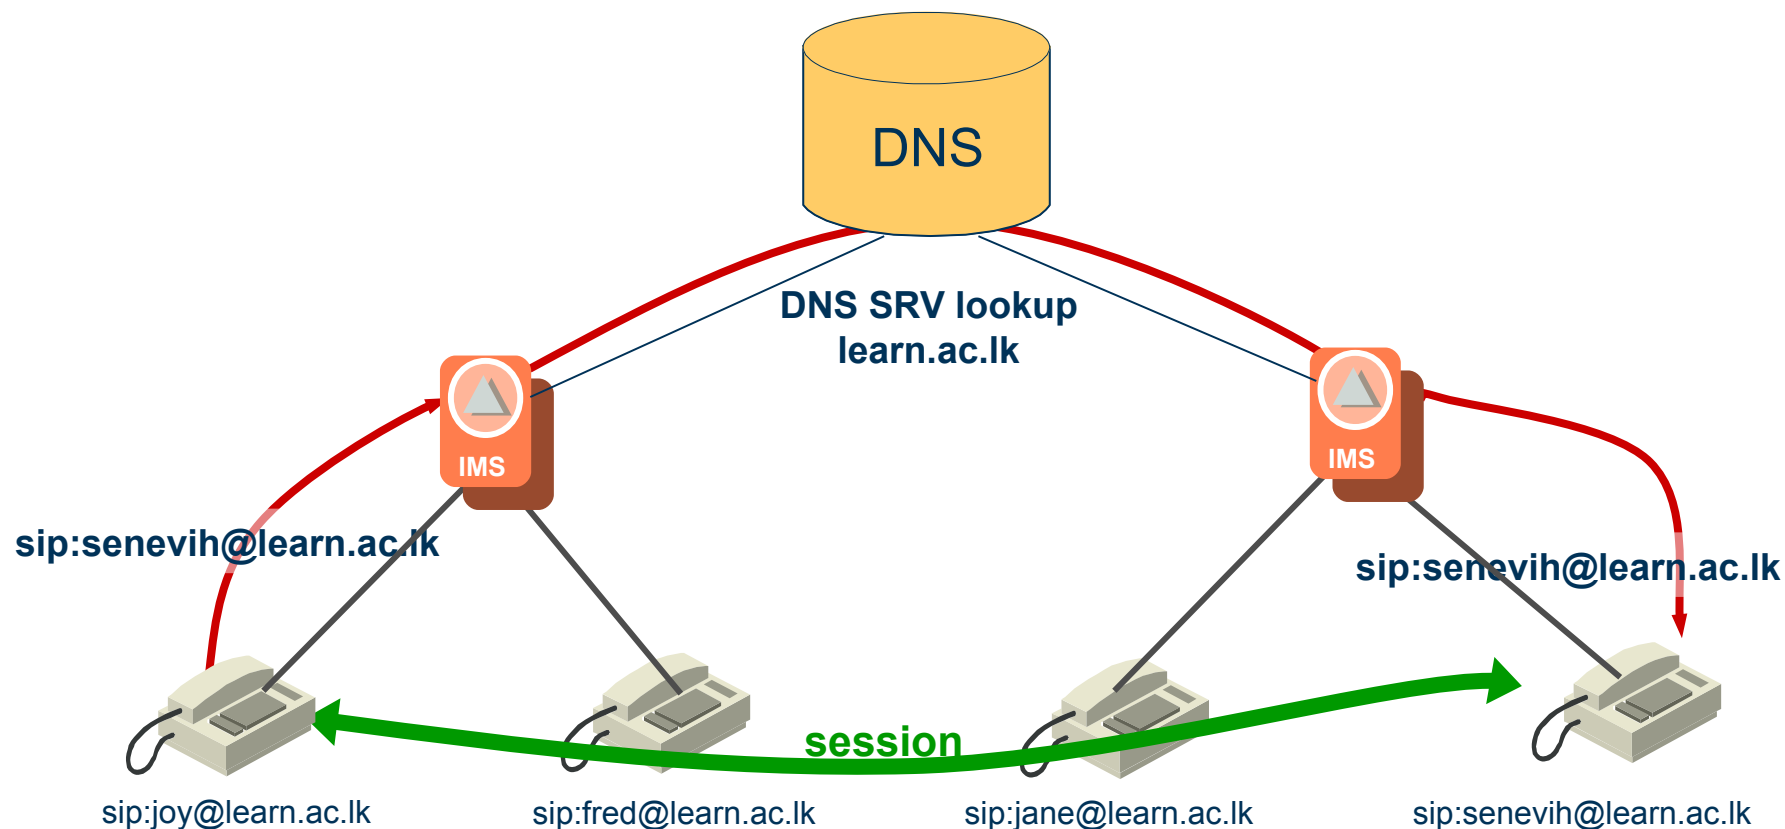 DNS
DNS SRV lookup
learn.ac.lk
IMS
IMS
sip:senevih@learn.ac.lk
sip:senevih@learn.ac.lk
session
sip:joy@learn.ac.lk
sip:fred@learn.ac.lk
sip:jane@learn.ac.lk
sip:senevih@learn.ac.lk